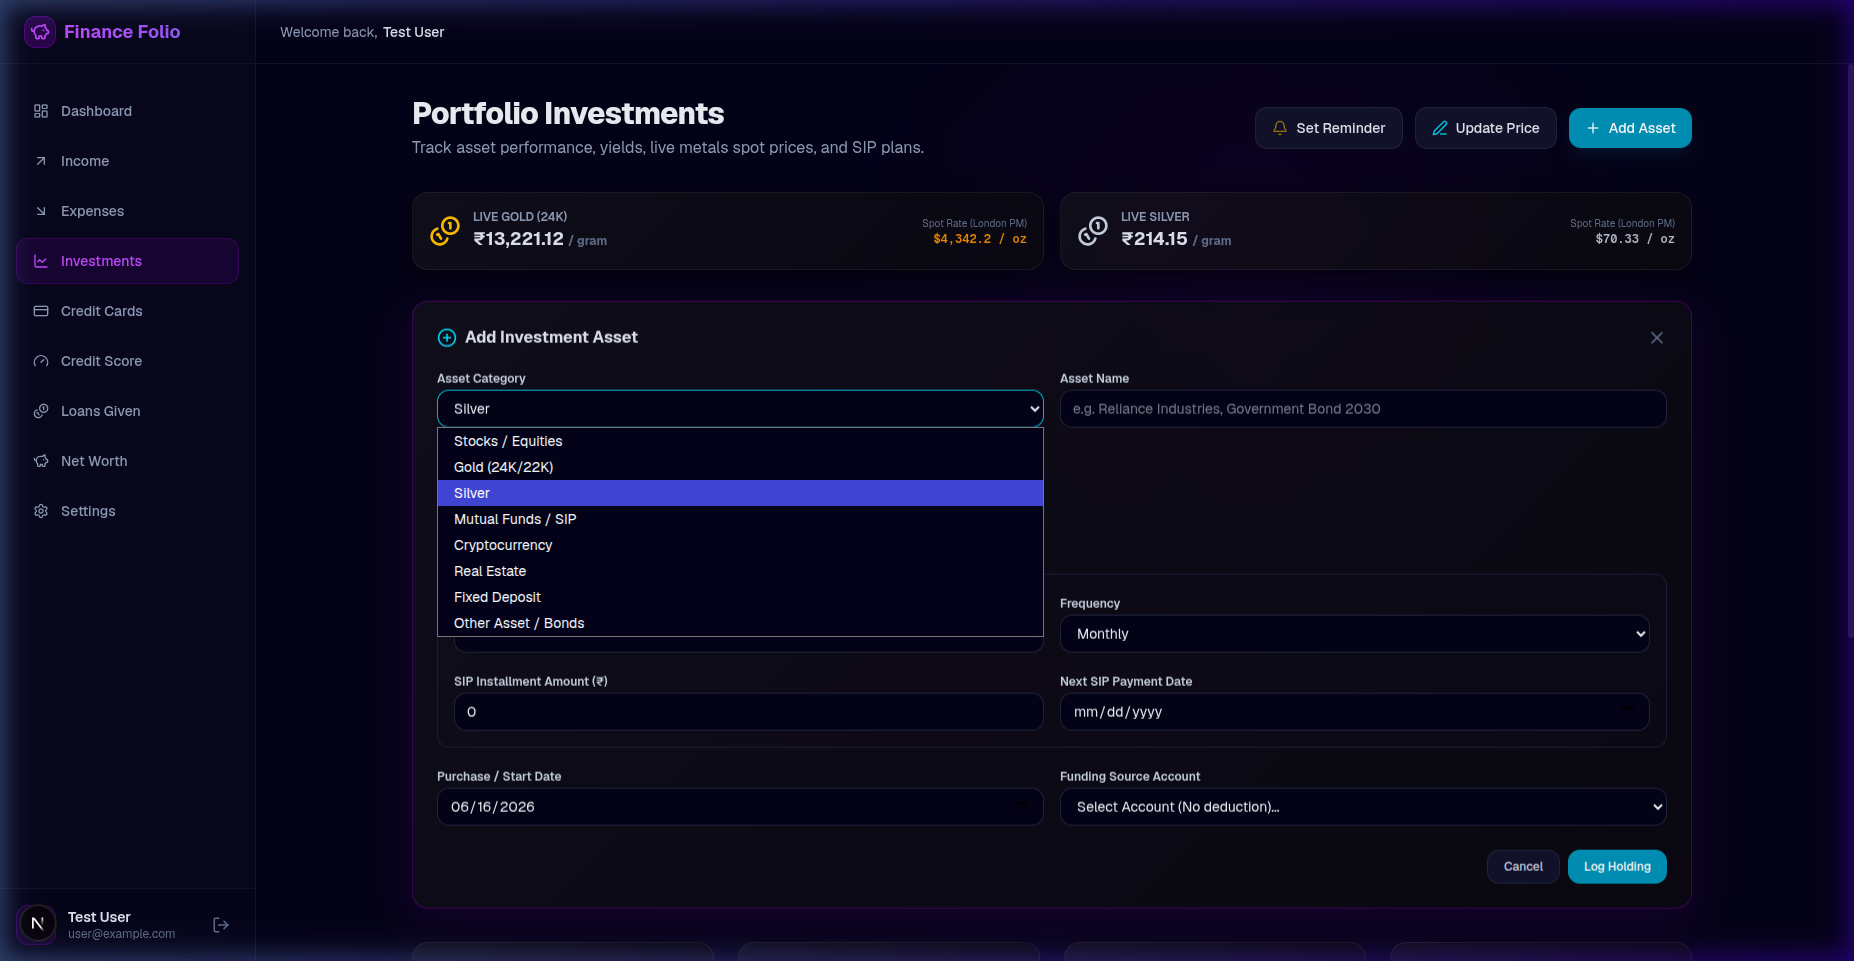 Finance Folio
Welcome back, Test User
Dashboard
Income
Expenses
Investments
Credit Cards
Credit Score
Loans Given
Net Worth
Settings
Test User
user@example.com
N
Portfolio Investments
Track asset performance, yields, live metals spot prices, and SIP plans.
Set Reminder
Update Price
+ Add Asset
LIVE GOLD (24K)
₹13,221.12 / gram
Spot Rate (London PM)
$4,342.2 / oz
LIVE SILVER
₹214.15 / gram
Spot Rate (London PM)
$70.33 / oz
Add Investment Asset
Asset Category
Silver
Stocks / Equities
Gold (24K/22K)
Silver
Mutual Funds / SIP
Cryptocurrency
Real Estate
Fixed Deposit
Other Asset / Bonds
Asset Name
e.g. Reliance Industries, Government Bond 2030
Frequency
Monthly
SIP Installment Amount (₹)
0
Next SIP Payment Date
mm/dd/yyyy
Purchase / Start Date
06/16/2026
Funding Source Account
Select Account (No deduction)...
Cancel
Log Holding